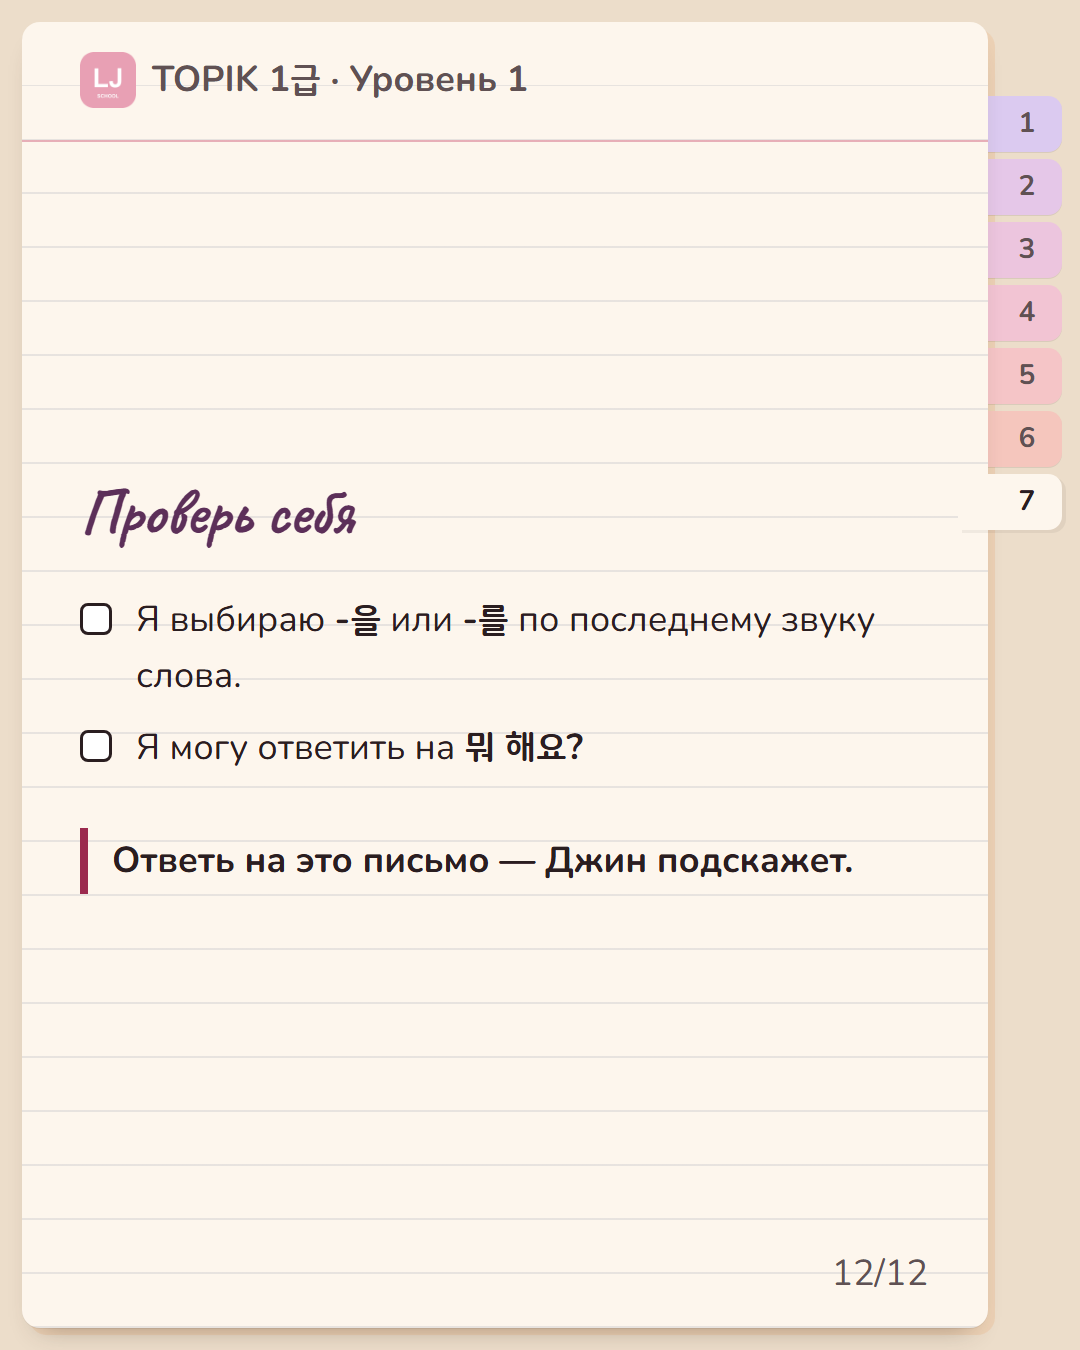 LJ
SCHOOL
TOPIK 1급 · Уровень 1
1
2
3
4
5
6
7
Проверь себя
Я выбираю -을 или -를 по последнему звуку
слова.
Я могу ответить на 뭐 해요?
Ответь на это письмо — Джин подскажет.
12/12